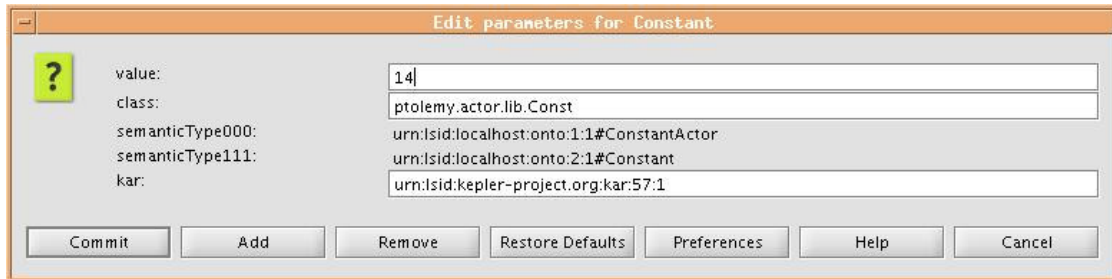 Edit parameters for Constant
?
value: 14
class: ptolemy.actor.lib.Const
semanticType000: urn:lsid:localhost:onto:1:1#ConstantActor
semanticType111: urn:lsid:localhost:onto:2:1#Constant
kar: urn:lsid:kepler-project.org:kar:57:1
Commit Add Remove Restore Defaults Preferences Help Cancel